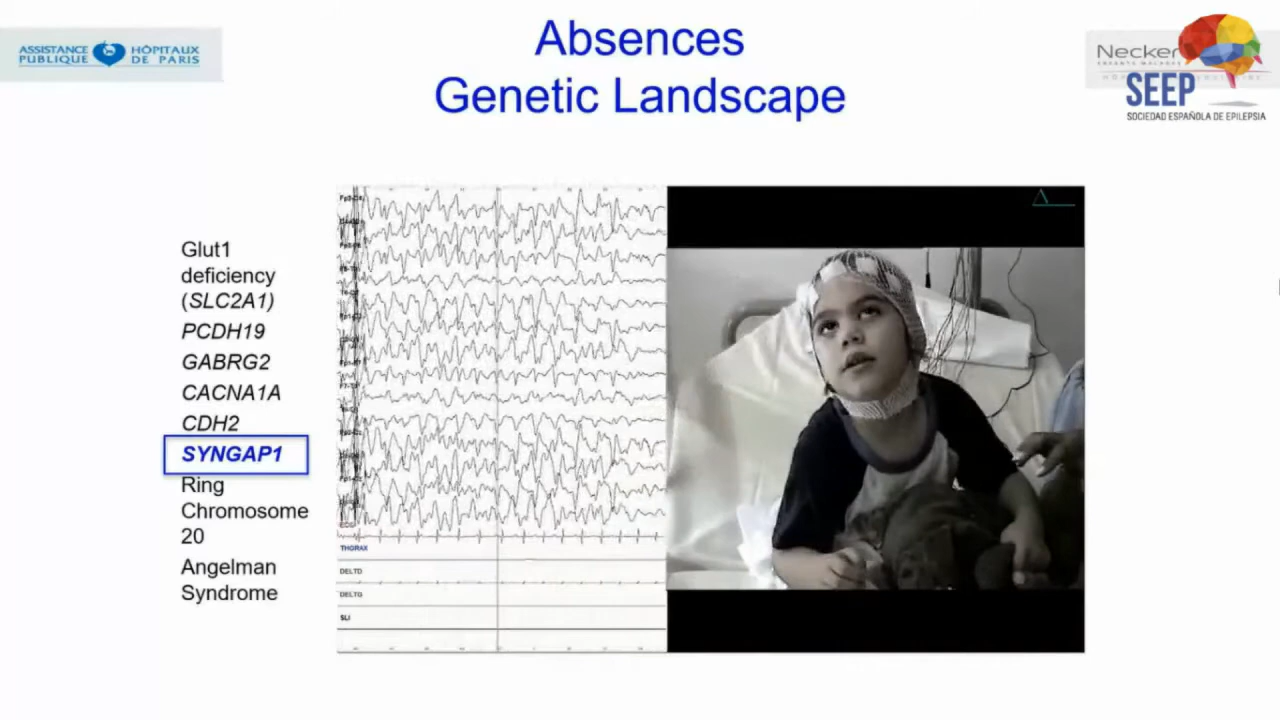 ASSISTANCE PUBLIQUE
HÔPITAUX DE PARIS
Absences
Genetic Landscape
Necker
SEEP
SOCIEDAD ESPAÑOLA DE EPILEPSIA
Glut1
deficiency
(SLC2A1)
PCDH19
GABRG2
CACNA1A
CDH2
SYNGAP1
Ring
Chromosome
20
Angelman
Syndrome
THORAX
DELTD
DELTG
SLI